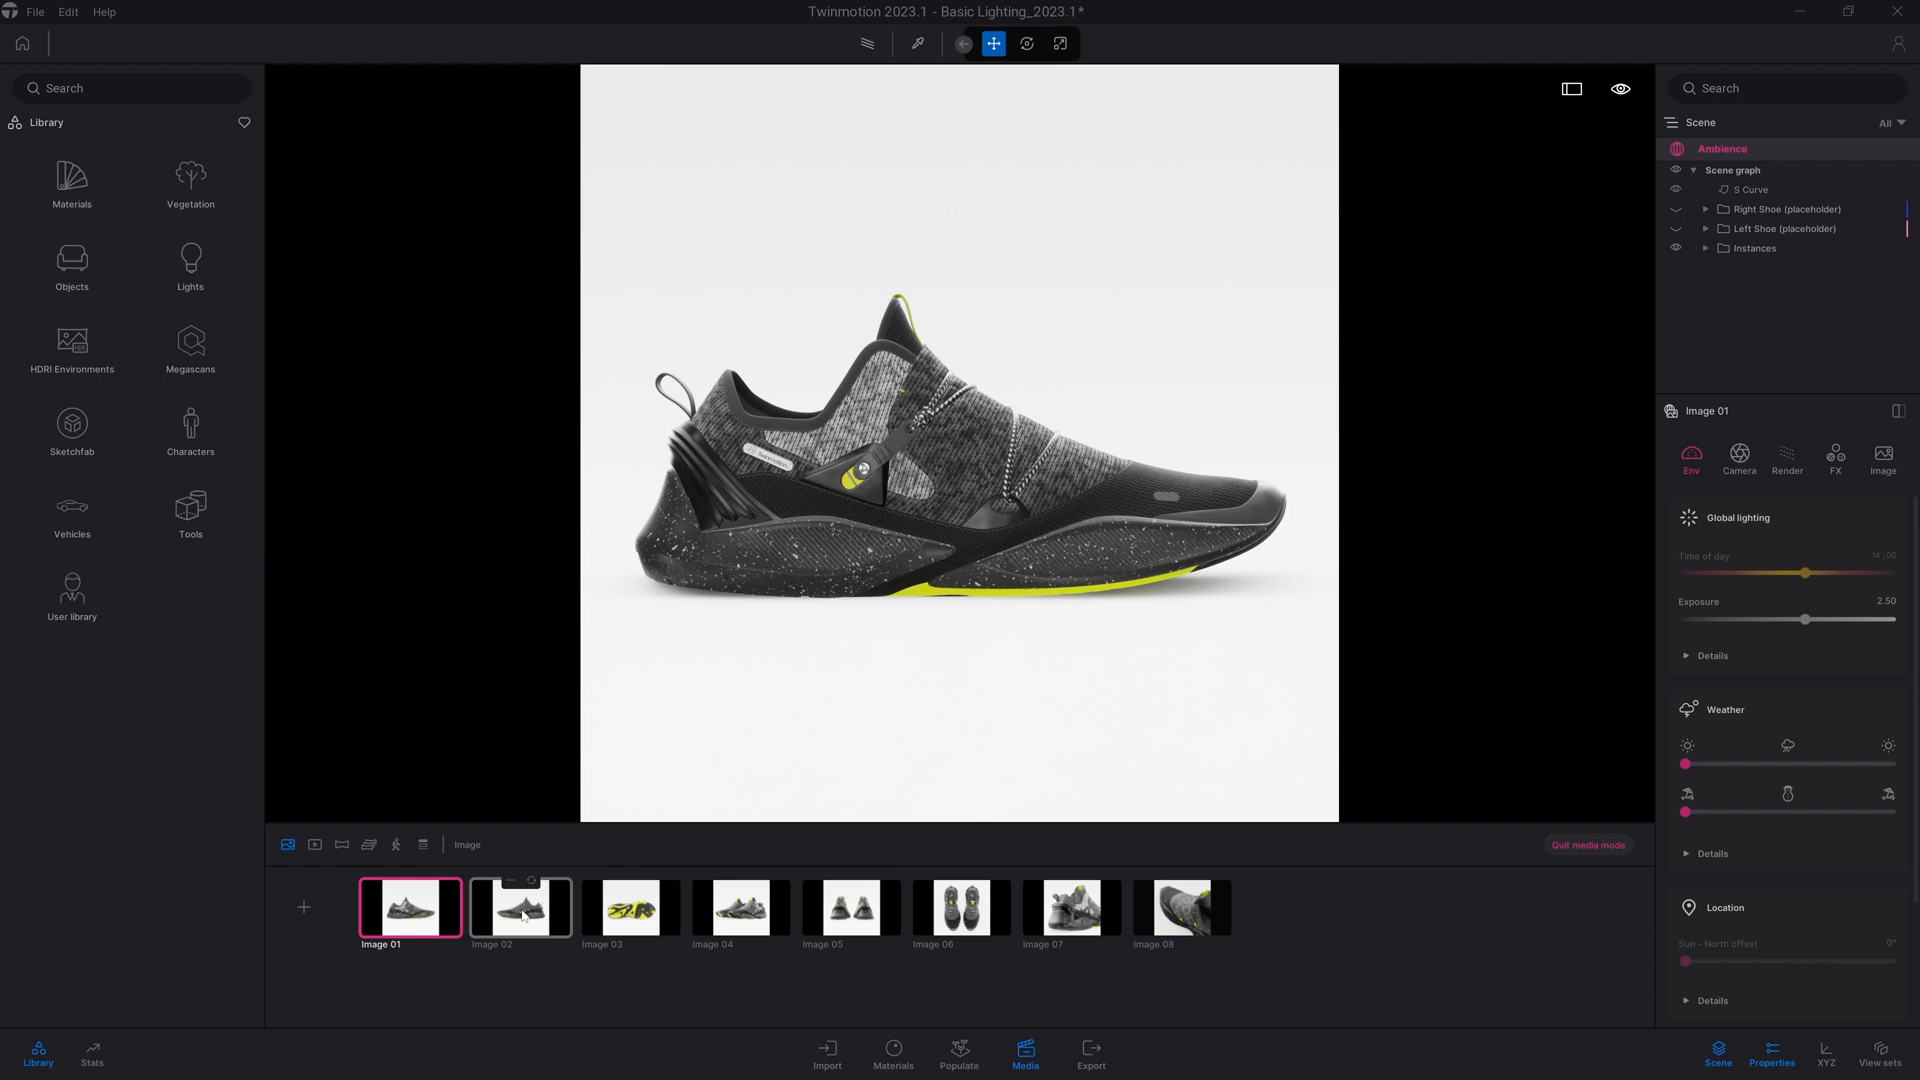 File Edit Help
Twinmotion 2023.1 - Basic Lighting_2023.1*
Search
Library
Materials
Vegetation
Objects
Lights
HDRI Environments
Megascans
Sketchfab
Characters
Vehicles
Tools
User library
Twinmotion
Image
Quit media mode
Image 01
Image 02
Image 03
Image 04
Image 05
Image 06
Image 07
Image 08
Search
Scene
All
Ambience
Scene graph
S Curve
Right Shoe (placeholder)
Left Shoe (placeholder)
Instances
Image 01
Env
Camera
Render
FX
Image
Global lighting
Time of day 14 : 00
Exposure 2.50
Details
Weather
Details
Location
Sun - North offset 0°
Details
Library
Stats
Import
Materials
Populate
Media
Export
Scene
Properties
XYZ
View sets